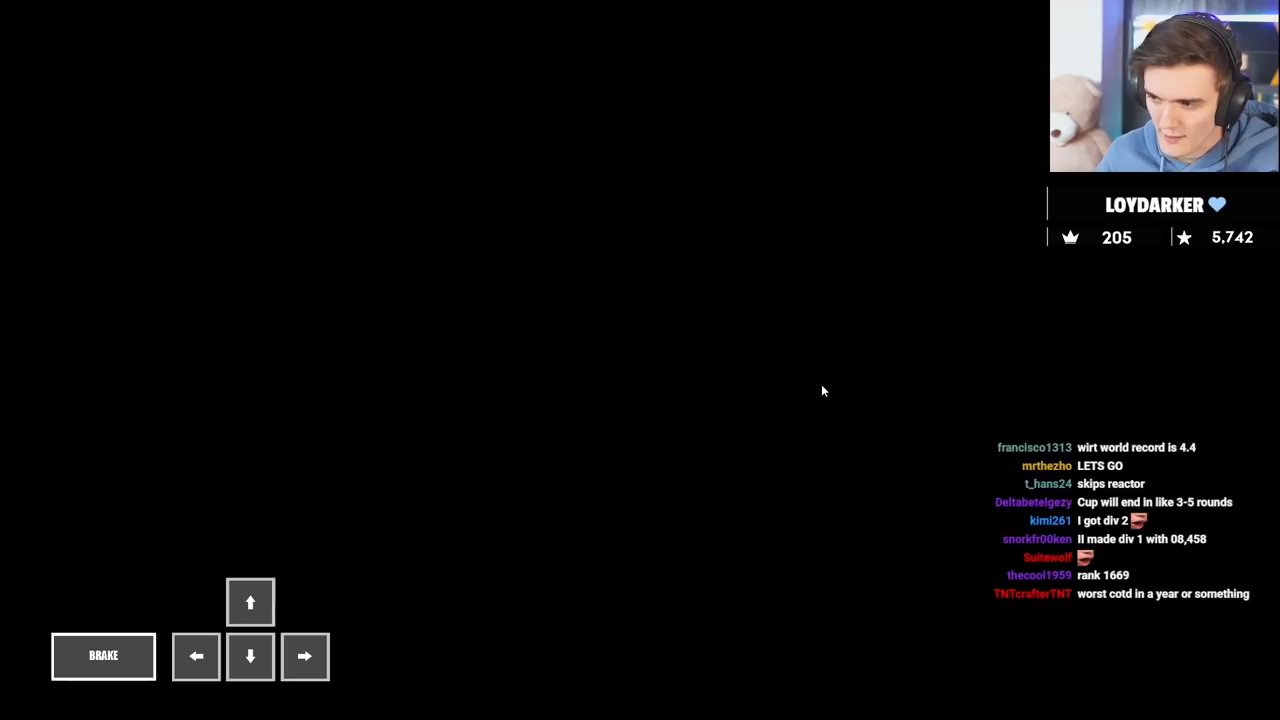 LOYDARKER
205
5,742
francisco1313 wirt world record is 4.4
mrthezho LETS GO
t_hans24 skips reactor
Deltabetelgezy Cup will end in like 3-5 rounds
kimi261 I got div 2
snorkfr00ken II made div 1 with 08,458
Suitewolf
thecool1959 rank 1669
TNTcrafterTNT worst cotd in a year or something
BRAKE